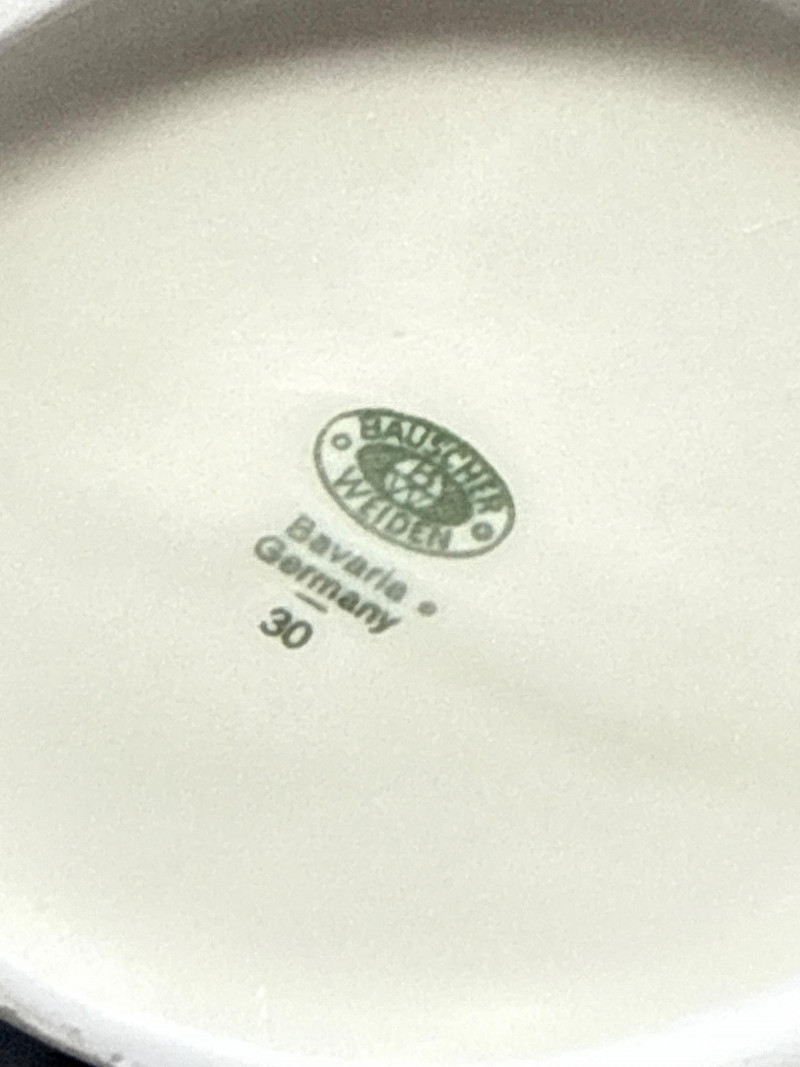 BAUSCHER
B
W
WEIDEN
Bavaria
Germany
30